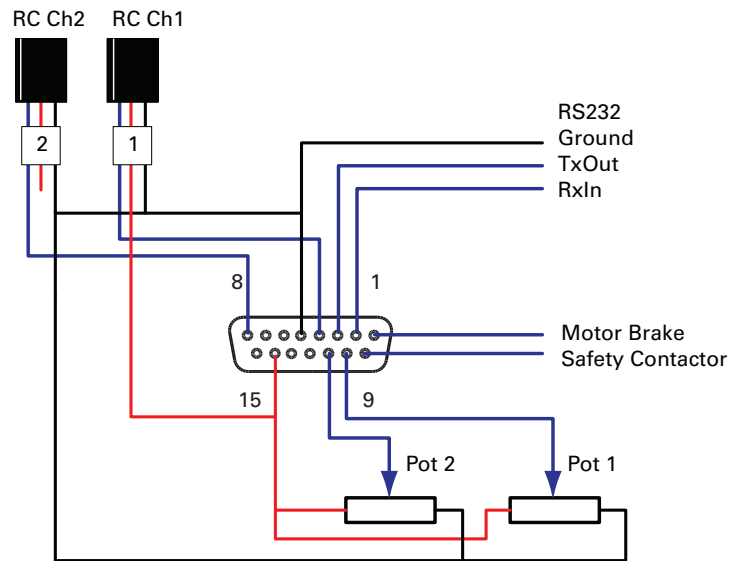 RC Ch2
RC Ch1
2
1
RS232
Ground
TxOut
RxIn
8
1
Motor Brake
Safety Contactor
15
9
Pot 2
Pot 1